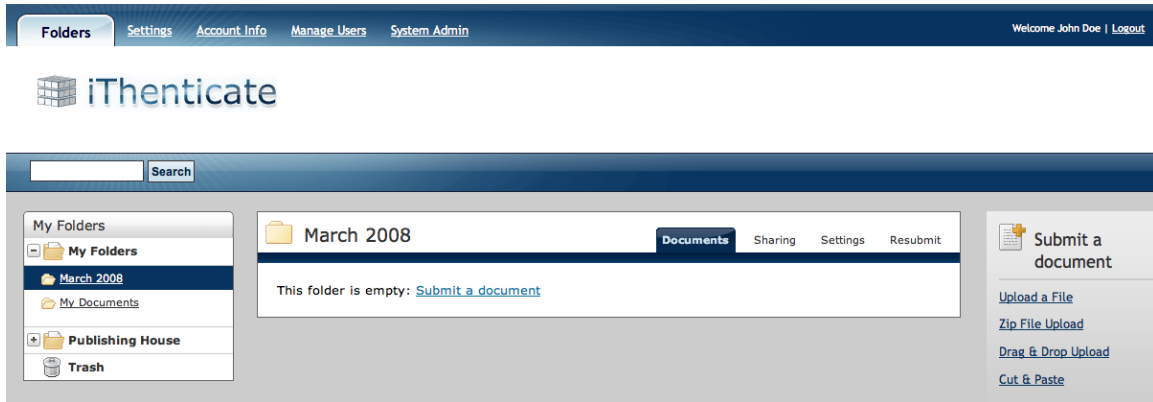 Folders Settings Account Info Manage Users System Admin Welcome John Doe | Logout
iThenticate
Search
My Folders
My Folders
March 2008
My Documents
Publishing House
Trash
March 2008 Documents Sharing Settings Resubmit
This folder is empty: Submit a document
Submit a
document
Upload a File
Zip File Upload
Drag & Drop Upload
Cut & Paste